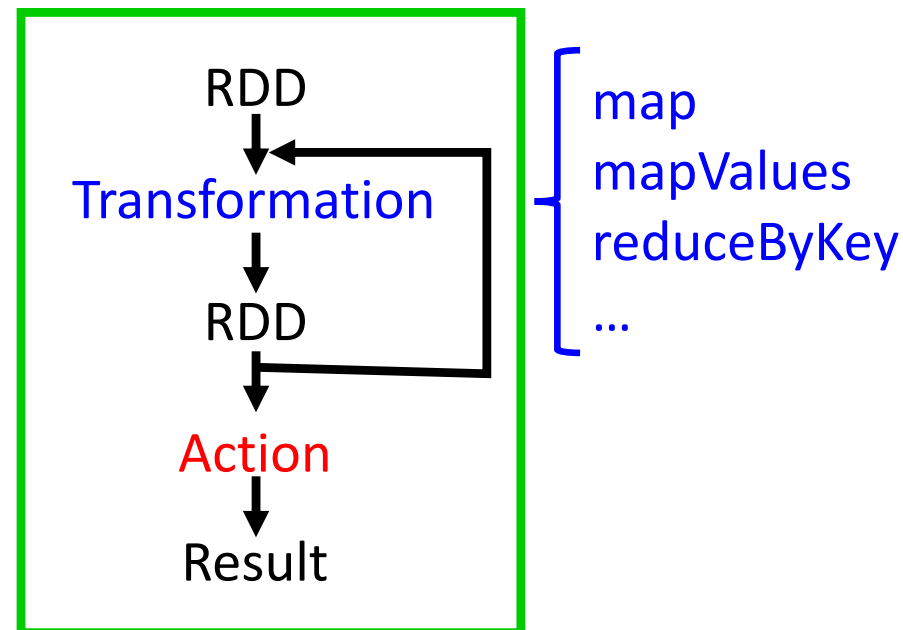 RDD
Transformation
RDD
Action
Result
map
mapValues
reduceByKey
...